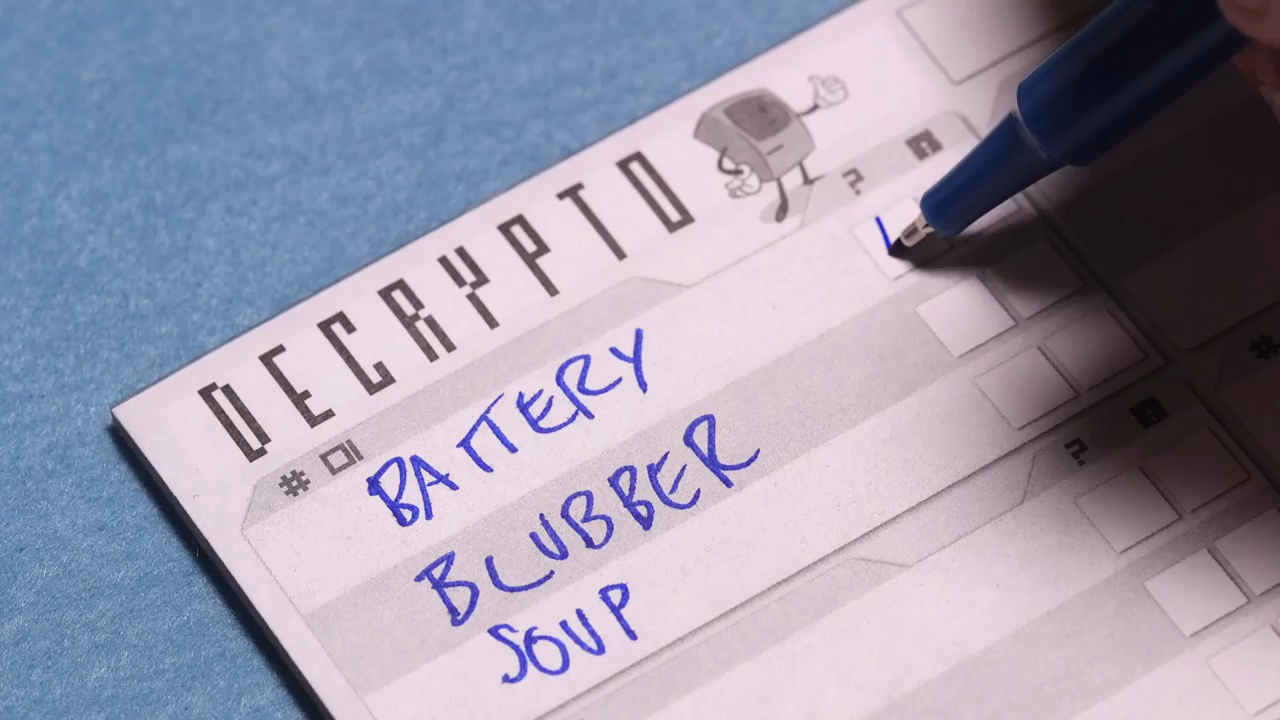 DECRYPTO
# 01 ?
BATTERY
BLUBBER
SOUP
?
#